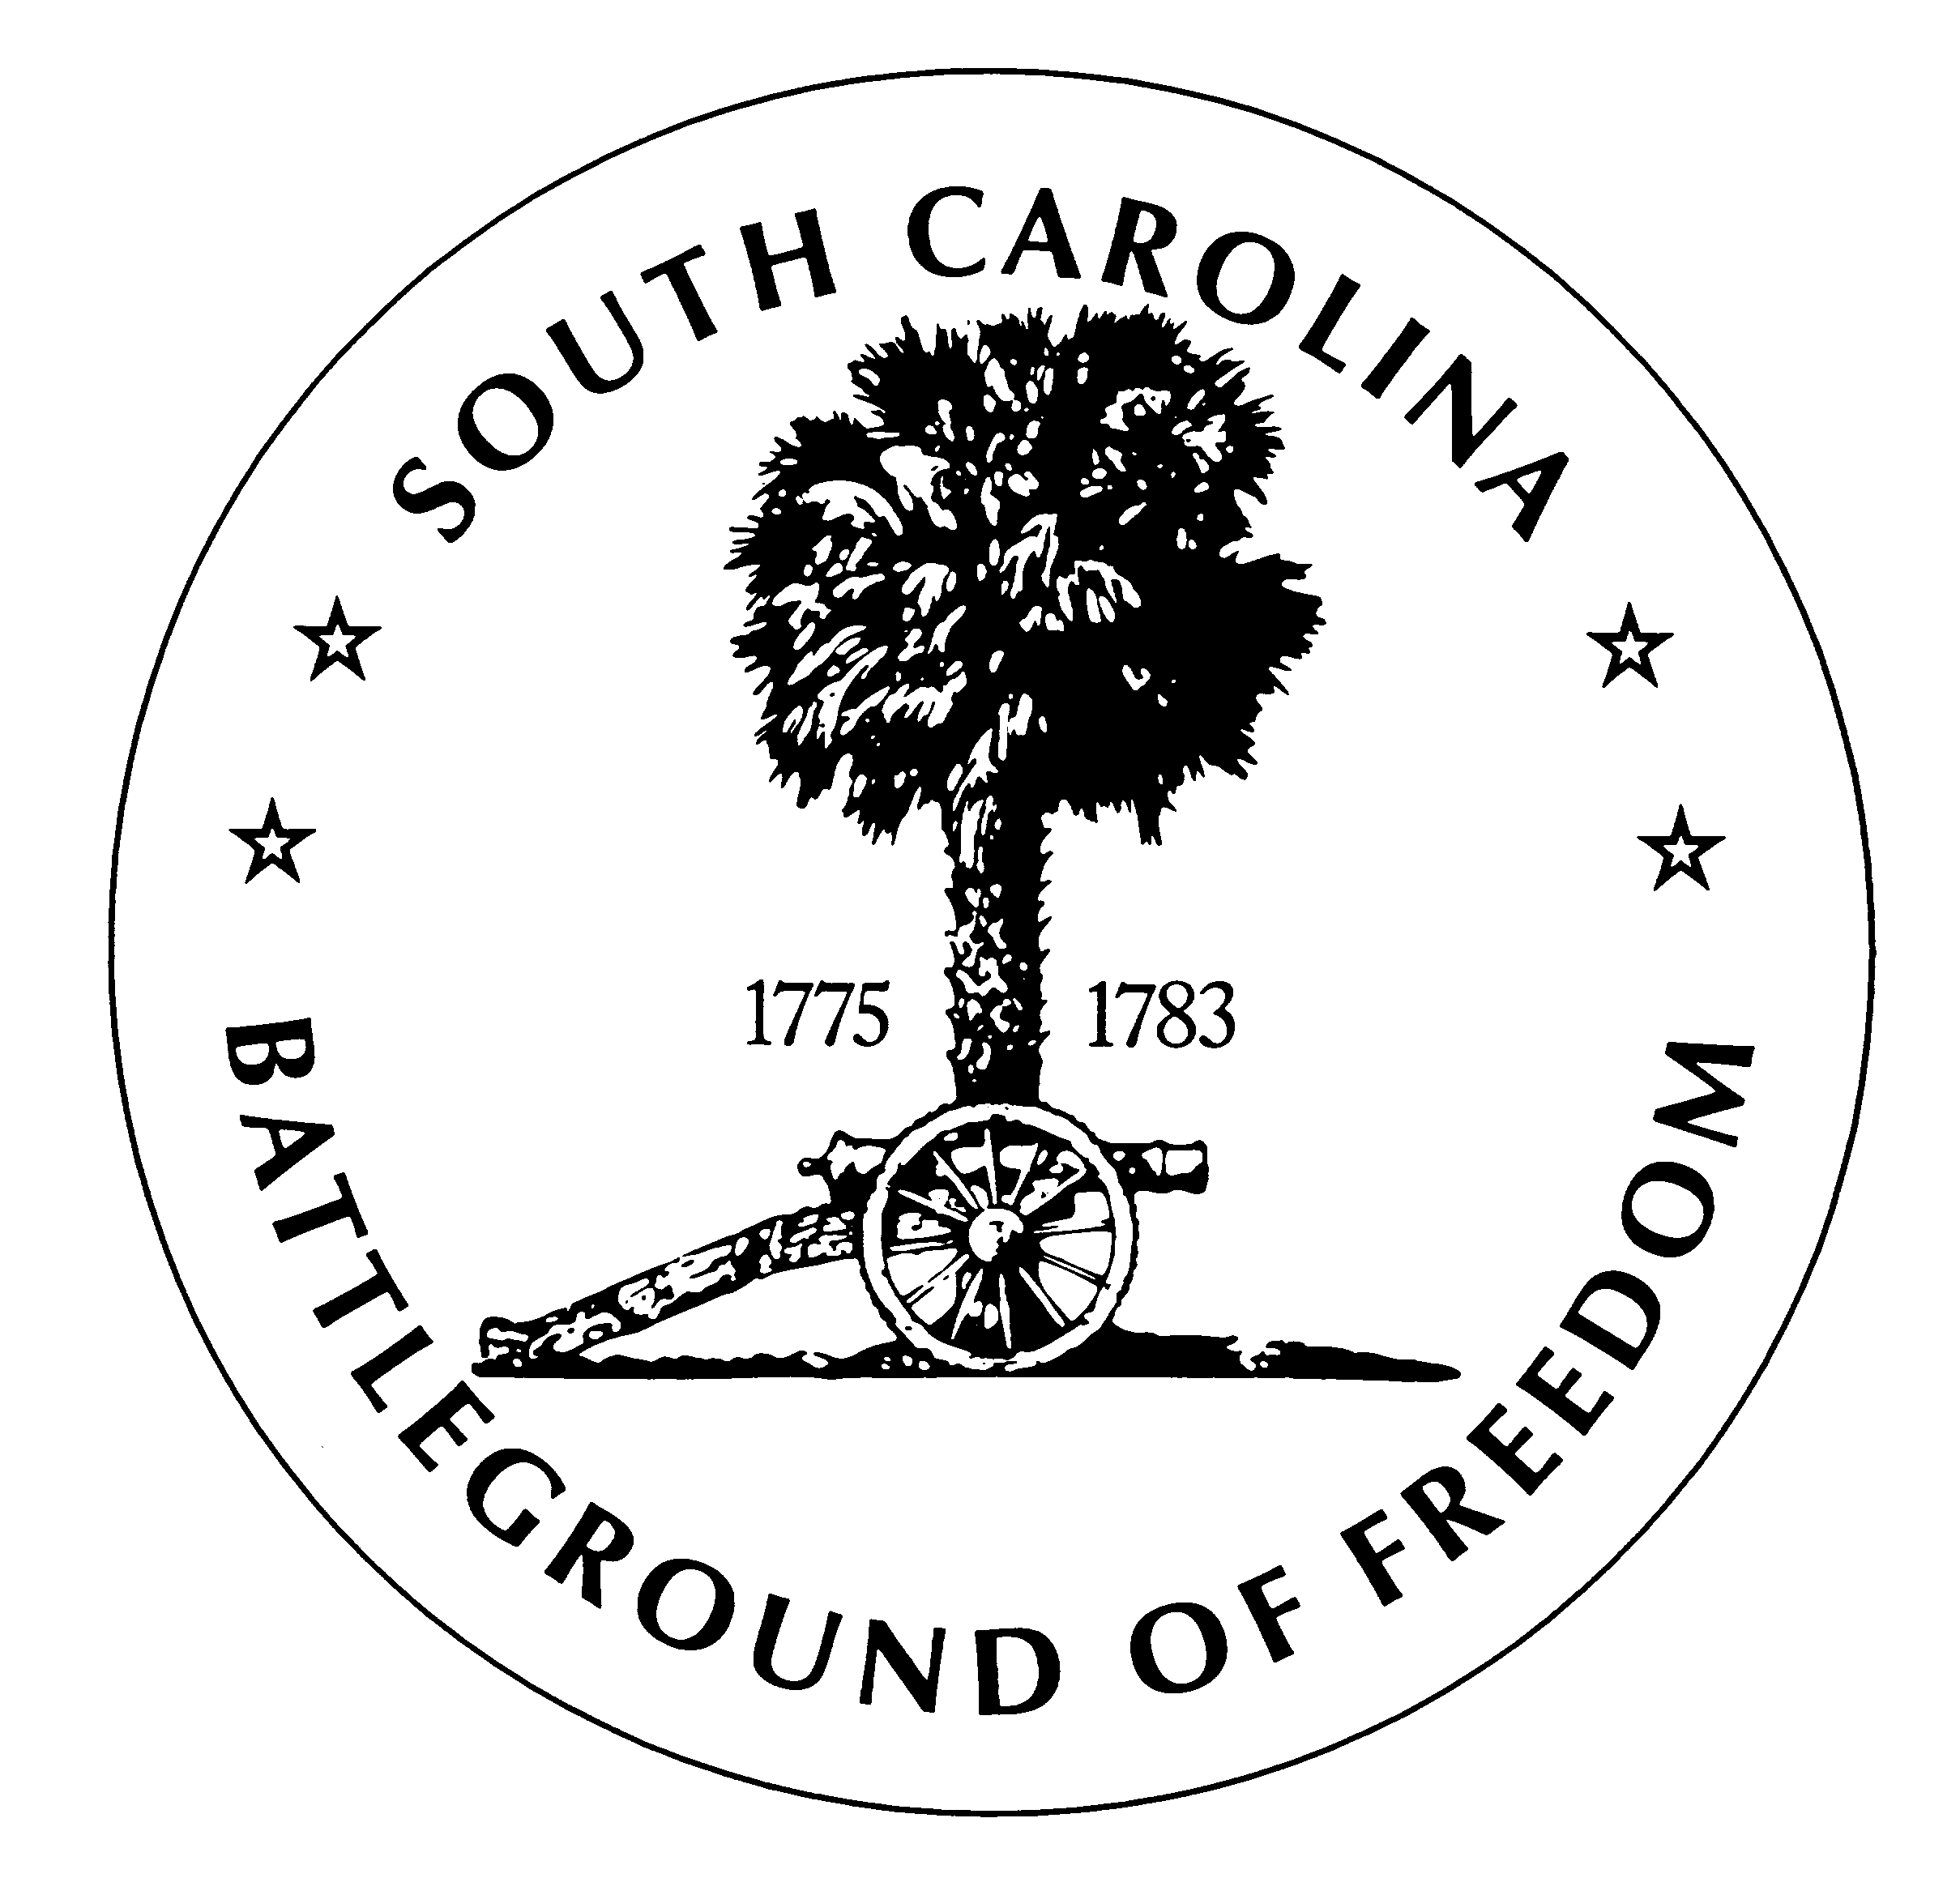 SOUTH CAROLINA
1775 1783
BATTLEGROUND OF FREEDOM